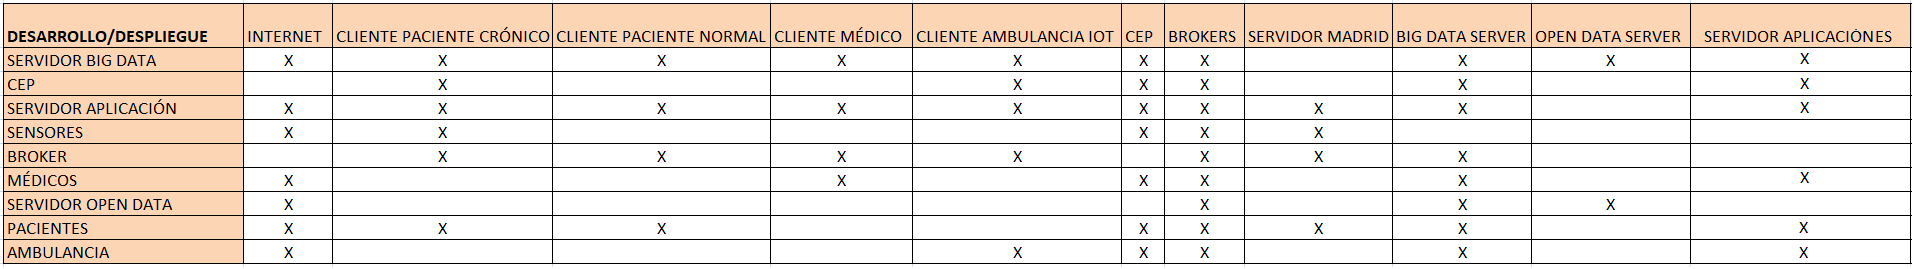 DESARROLLO/DESPLIEGUE INTERNET CLIENTE PACIENTE CRÓNICO CLIENTE PACIENTE NORMAL CLIENTE MÉDICO CLIENTE AMBULANCIA IOT CEP BROKERS SERVIDOR MADRID BIG DATA SERVER OPEN DATA SERVER SERVIDOR APLICACIÓNES
SERVIDOR BIG DATA X X X X X X X X X X
CEP X X X X X X
SERVIDOR APLICACIÓN X X X X X X X X X X
SENSORES X X X X X
BROKER X X X X X X X
MÉDICOS X X X X X X
SERVIDOR OPEN DATA X X X X
PACIENTES X X X X X X X X
AMBULANCIA X X X X X X